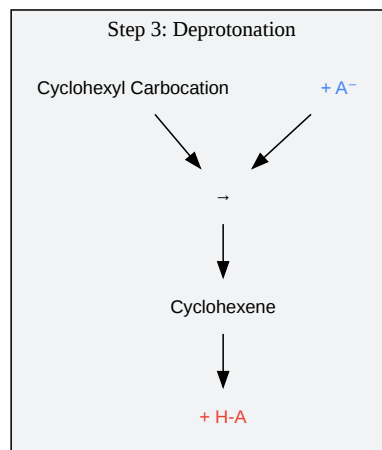 Step 3: Deprotonation
Cyclohexyl Carbocation
+ A⁻
→
Cyclohexene
+ H-A